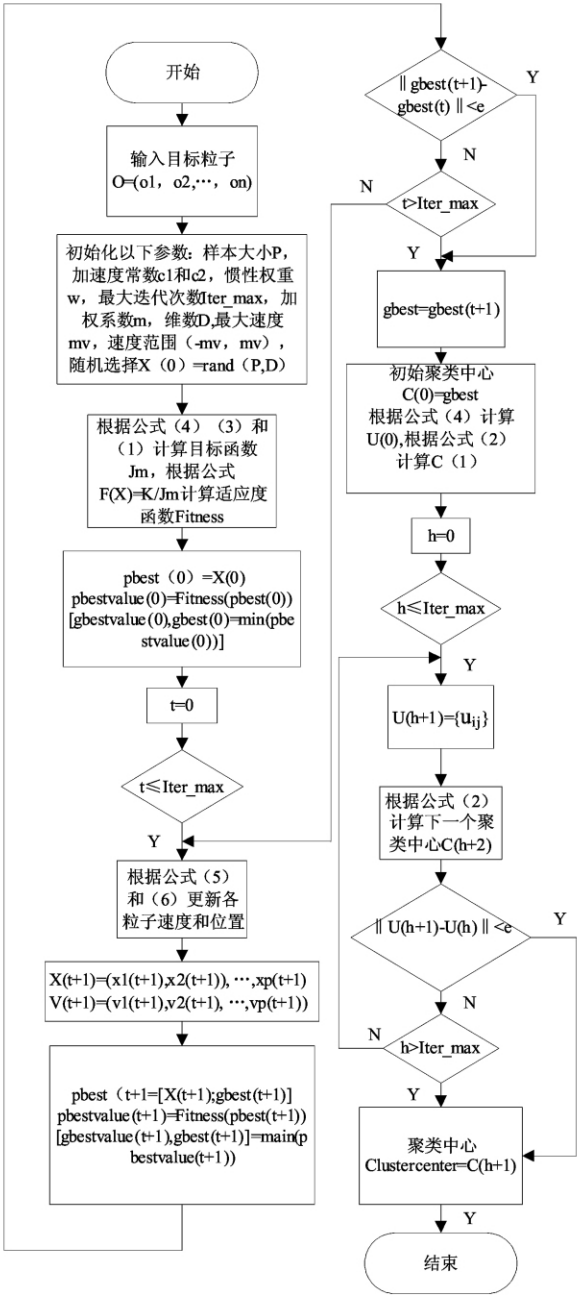 开始
输入目标粒子
O=(o1，o2,…，on)
初始化以下参数：样本大小P，
加速度常数c1和c2，惯性权重
w，最大迭代次数Iter_max，加
权系数m，维数D,最大速度
mv，速度范围（-mv，mv），
随机选择X（0）=rand（P,D）
根据公式（4）（3）和
（1）计算目标函数
Jm，根据公式
F(X)=K/Jm计算适应度
函数Fitness
pbest（0）=X(0)
pbestvalue(0)=Fitness(pbest(0))
[gbestvalue(0),gbest(0)=min(pbe
stvalue(0))]
t=0
t≤Iter_max
Y
根据公式（5）
和（6）更新各
粒子速度和位置
X(t+1)=(x1(t+1),x2(t+1)), …,xp(t+1)
V(t+1)=(v1(t+1),v2(t+1), …,vp(t+1))
pbest（t+1=[X(t+1);gbest(t+1)]
pbestvalue(t+1)=Fitness(pbest(t+1))
[gbestvalue(t+1),gbest(t+1)]=main(p
bestvalue(t+1))
‖gbest(t+1)-
gbest(t)‖<e
Y
N
t>Iter_max
N
Y
gbest=gbest(t+1)
初始聚类中心
C(0)=gbest
根据公式（4）计算
U(0),根据公式（2）
计算C（1）
h=0
h≤Iter_max
Y
U(h+1)={uij}
根据公式（2）
计算下一个聚
类中心C(h+2)
‖U(h+1)-U(h)‖<e
Y
N
h>Iter_max
N
Y
聚类中心
Clustercenter=C(h+1)
Y
结束